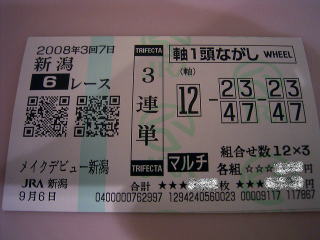 2008年3回7日
新潟
6レース
メイクデビュー新潟
JRA 新潟
9月6日
TRIFECTA
3連単
TRIFECTA
軸1頭ながし WHEEL
(軸)
12-23 47-23 47
マルチ 組合せ数12×3
各組 ☆☆☆
合計 ★★★ 枚 ★★★ 円
0400000762997 1294240560023 00009117 117867